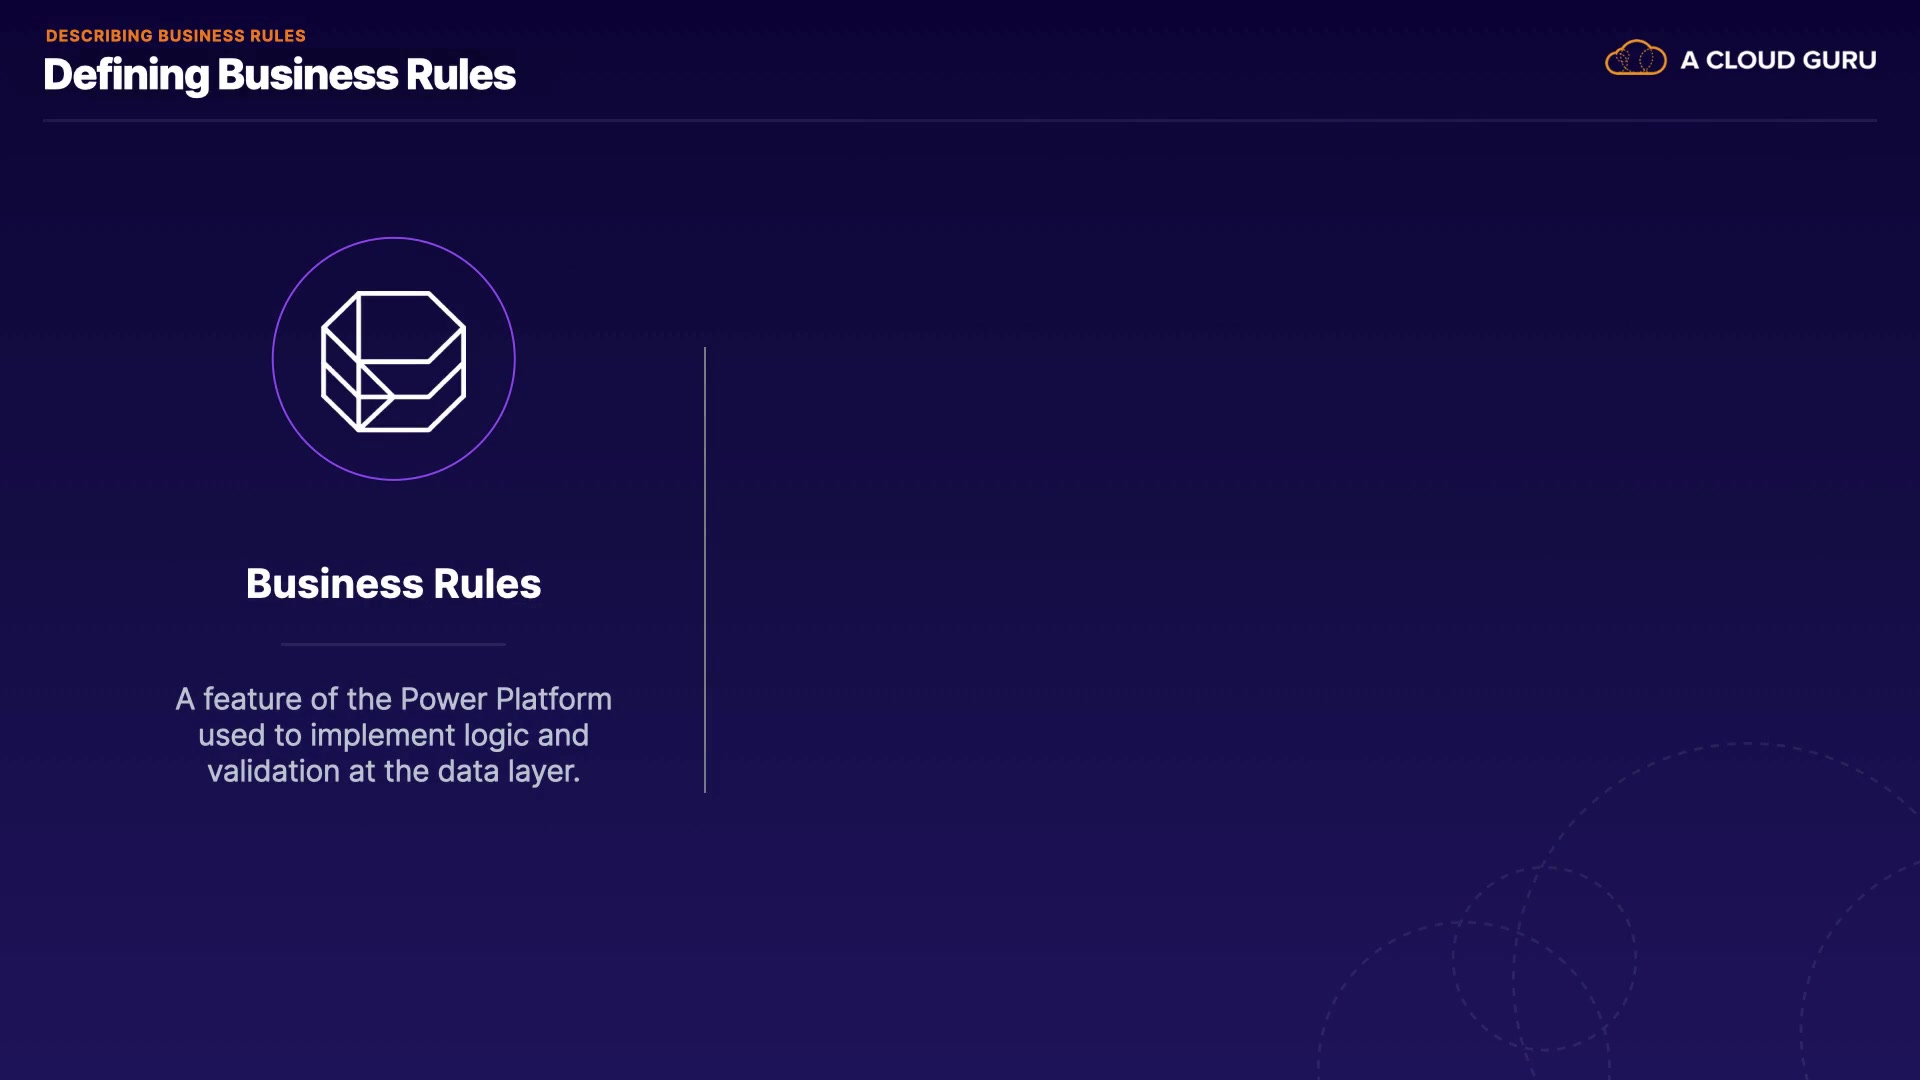 DESCRIBING BUSINESS RULES
Defining Business Rules
A CLOUD GURU
Business Rules
A feature of the Power Platform
used to implement logic and
validation at the data layer.